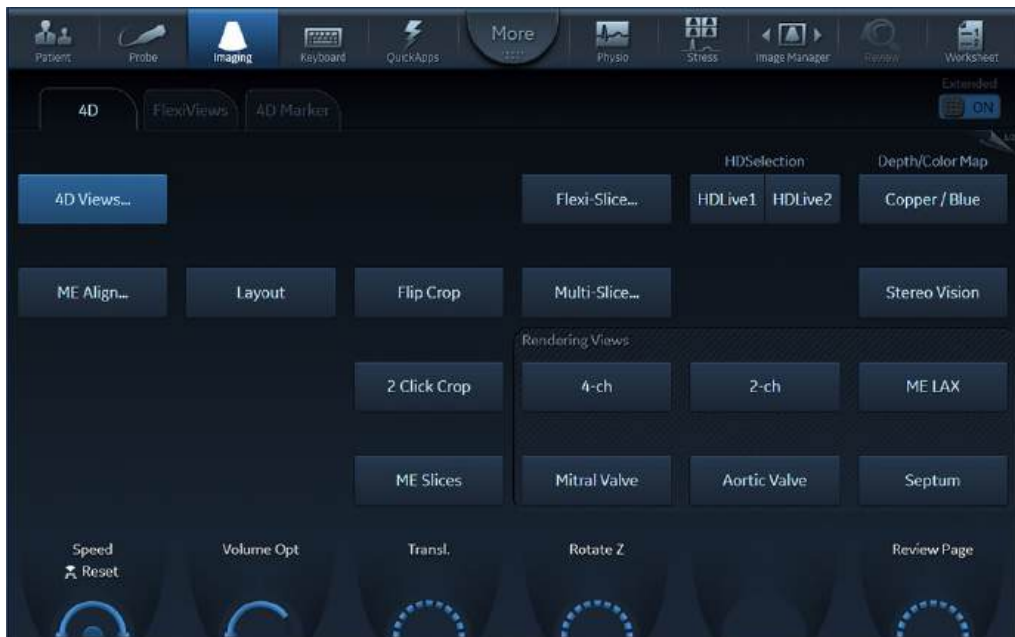 Patient
Probe
Imaging
Keyboard
QuickApps
More
Physio
Stress
Image Manager
Review
Worksheet
4D
FlexiViews
4D Marker
Extended
ON
HDSelection
Depth/Color Map
4D Views...
Flexi-Slice...
HDLive1
HDLive2
Copper / Blue
ME Align...
Layout
Flip Crop
Multi-Slice...
Stereo Vision
Rendering Views
2 Click Crop
4-ch
2-ch
ME LAX
ME Slices
Mitral Valve
Aortic Valve
Septum
Speed
Reset
Volume Opt
Transl.
Rotate Z
Review Page